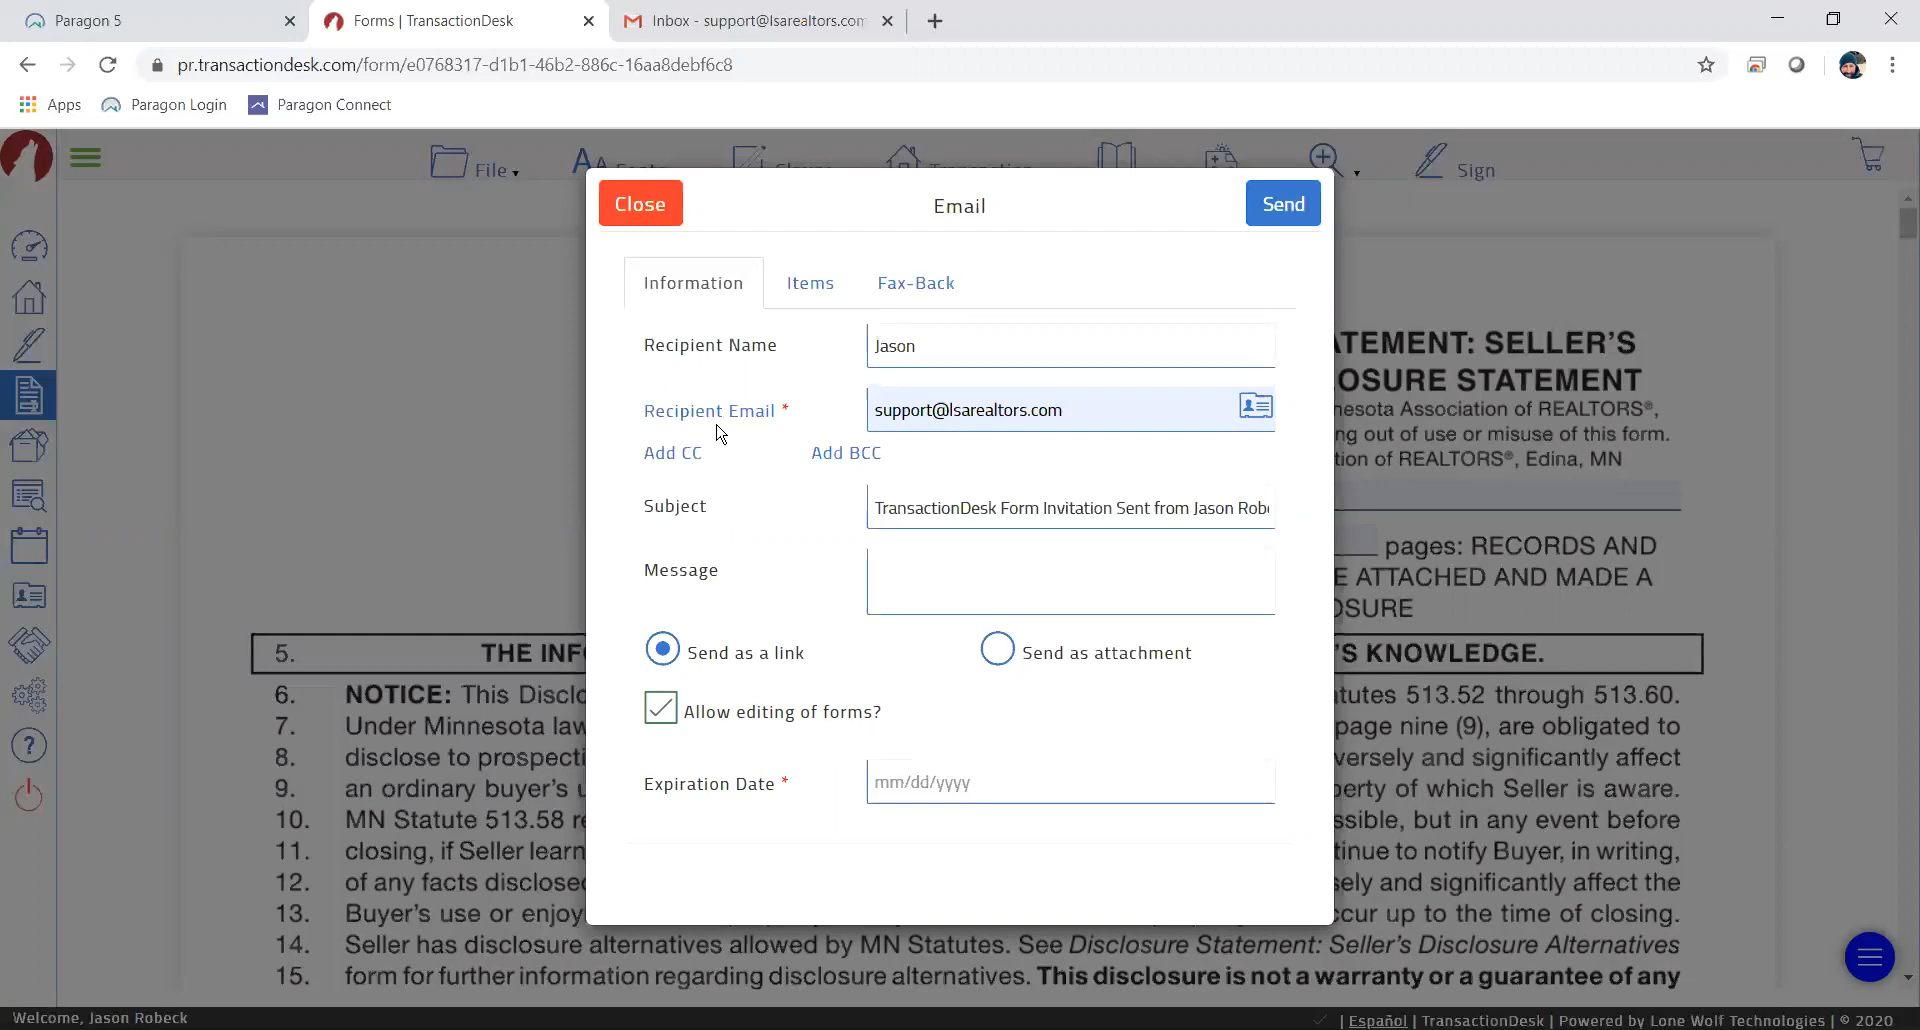 Paragon 5
Forms | TransactionDesk
Inbox - support@lsarealtors.com
pr.transactiondesk.com/form/e0768317-d1b1-46b2-886c-16aa8debf6c8
Apps
Paragon Login
Paragon Connect
File
Sign
Close
Email
Send
Information
Items
Fax-Back
Recipient Name
Jason
Recipient Email *
support@lsarealtors.com
Add CC
Add BCC
Subject
TransactionDesk Form Invitation Sent from Jason Rob
Message
Send as a link
Send as attachment
Allow editing of forms?
Expiration Date *
mm/dd/yyyy
TEMENT: SELLER'S
OSURE STATEMENT
nesota Association of REALTORS®,
ng out of use or misuse of this form.
tion of REALTORS®, Edina, MN
pages: RECORDS AND
E ATTACHED AND MADE A
OSURE
5. THE INF 'S KNOWLEDGE.
6. NOTICE: This Disclo atutes 513.52 through 513.60.
7. Under Minnesota law page nine (9), are obligated to
8. disclose to prospecti versely and significantly affect
9. an ordinary buyer's u perty of which Seller is aware.
10. MN Statute 513.58 re ssible, but in any event before
11. closing, if Seller learn tinue to notify Buyer, in writing,
12. of any facts disclosed sely and significantly affect the
13. Buyer's use or enjoy ccur up to the time of closing.
14. Seller has disclosure alternatives allowed by MN Statutes. See Disclosure Statement: Seller's Disclosure Alternatives
15. form for further information regarding disclosure alternatives. This disclosure is not a warranty or a guarantee of any
Welcome, Jason Robeck
| Español | TransactionDesk | Powered by Lone Wolf Technologies | © 2020